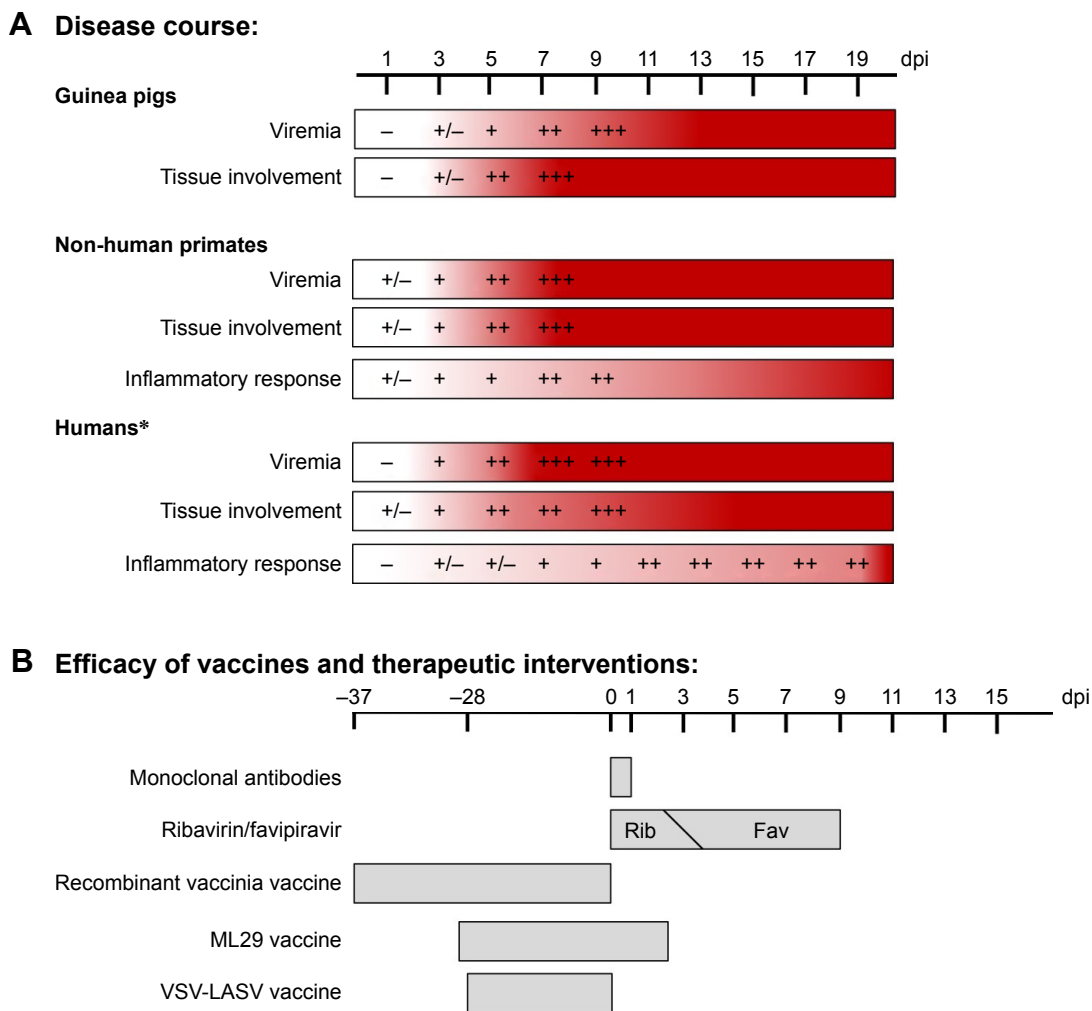 A Disease course:
1 3 5 7 9 11 13 15 17 19 dpi
Guinea pigs
Viremia – +/– + ++ +++
Tissue involvement – +/– ++ +++
Non-human primates
Viremia +/– + ++ +++
Tissue involvement +/– + ++ +++
Inflammatory response +/– + + ++ ++
Humans*
Viremia – + ++ +++ +++
Tissue involvement +/– + ++ ++ +++
Inflammatory response – +/– +/– + + ++ ++ ++ ++ ++
B Efficacy of vaccines and therapeutic interventions:
–37 –28 0 1 3 5 7 9 11 13 15 dpi
Monoclonal antibodies
Ribavirin/favipiravir Rib Fav
Recombinant vaccinia vaccine
ML29 vaccine
VSV-LASV vaccine